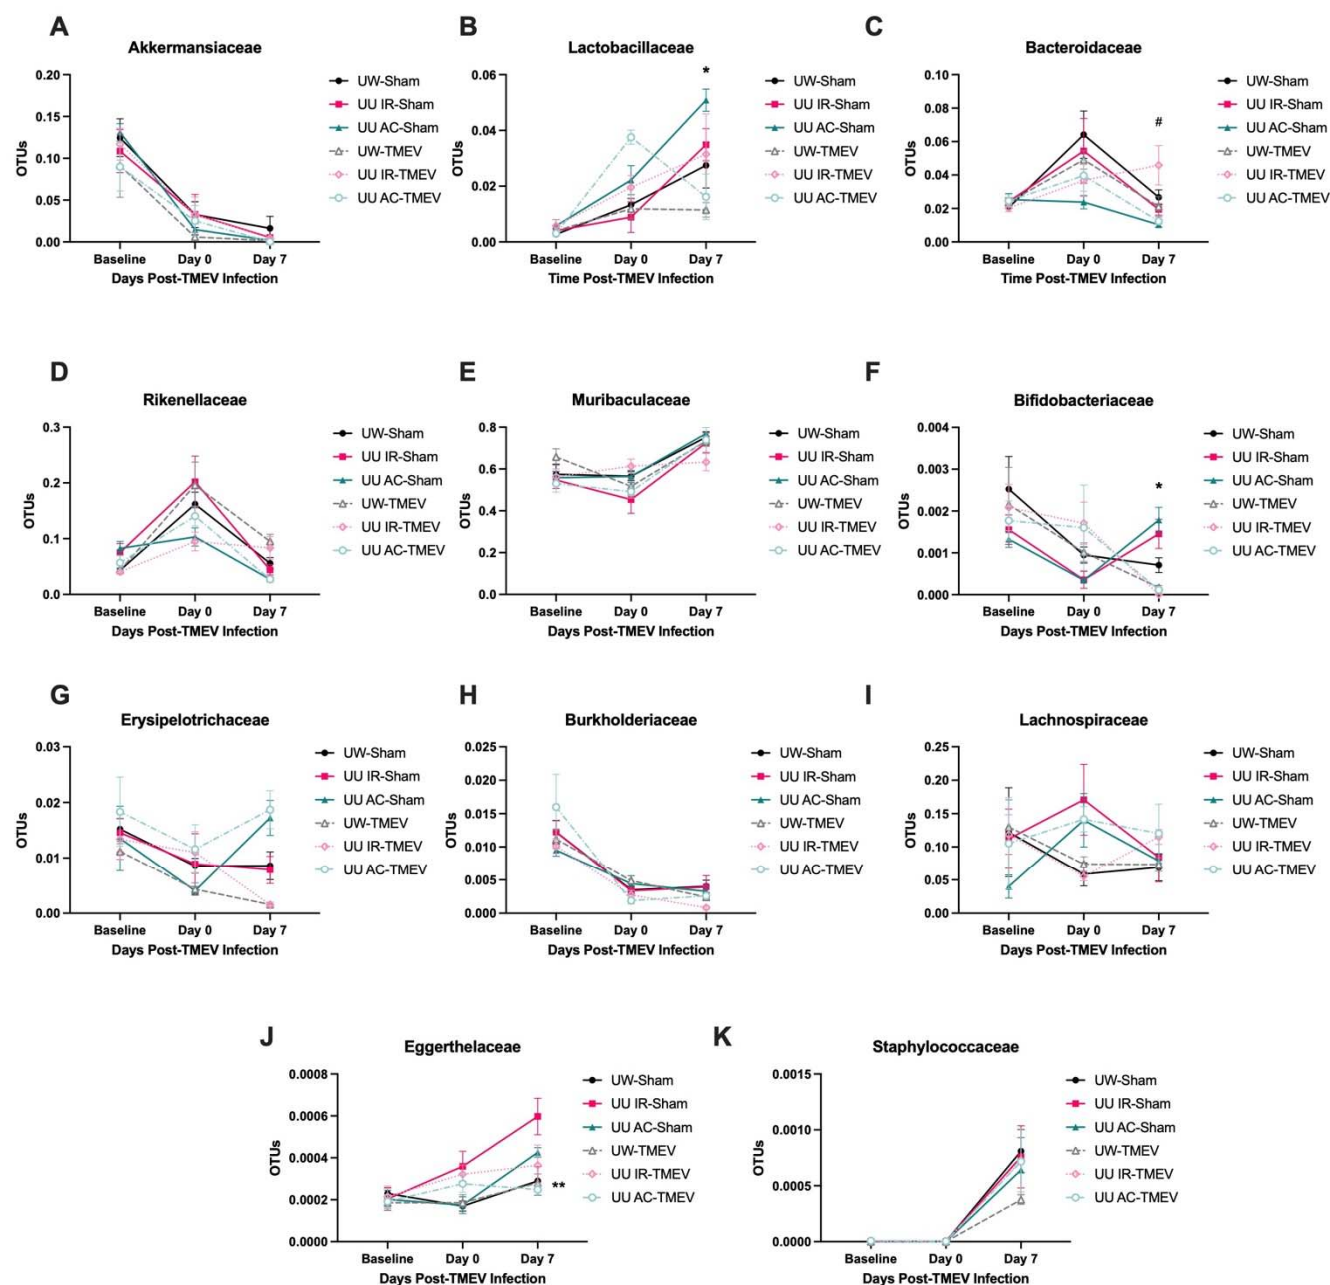 A
Akkermansiaceae
OTUs
0.20
0.15
0.10
0.05
0.00
Baseline
Day 0
Day 7
Days Post-TMEV Infection
UW-Sham
UU IR-Sham
UU AC-Sham
UW-TMEV
UU IR-TMEV
UU AC-TMEV
B
Lactobacillaceae
OTUs
0.06
0.04
0.02
0.00
*
Baseline
Day 0
Day 7
Time Post-TMEV Infection
UW-Sham
UU IR-Sham
UU AC-Sham
UW-TMEV
UU IR-TMEV
UU AC-TMEV
C
Bacteroidaceae
OTUs
0.10
0.08
0.06
0.04
0.02
0.00
#
Baseline
Day 0
Day 7
Time Post-TMEV Infection
UW-Sham
UU IR-Sham
UU AC-Sham
UW-TMEV
UU IR-TMEV
UU AC-TMEV
D
Rikenellaceae
OTUs
0.3
0.2
0.1
0.0
Baseline
Day 0
Day 7
Days Post-TMEV Infection
UW-Sham
UU IR-Sham
UU AC-Sham
UW-TMEV
UU IR-TMEV
UU AC-TMEV
E
Muribaculaceae
OTUs
0.8
0.6
0.4
0.2
0.0
Baseline
Day 0
Day 7
Days Post-TMEV Infection
UW-Sham
UU IR-Sham
UU AC-Sham
UW-TMEV
UU IR-TMEV
UU AC-TMEV
F
Bifidobacteriaceae
OTUs
0.004
0.003
0.002
0.001
0.000
*
Baseline
Day 0
Day 7
Days Post-TMEV Infection
UW-Sham
UU IR-Sham
UU AC-Sham
UW-TMEV
UU IR-TMEV
UU AC-TMEV
G
Erysipelotrichaceae
OTUs
0.03
0.02
0.01
0.00
Baseline
Day 0
Day 7
Days Post-TMEV Infection
UW-Sham
UU IR-Sham
UU AC-Sham
UW-TMEV
UU IR-TMEV
UU AC-TMEV
H
Burkholderiaceae
OTUs
0.025
0.020
0.015
0.010
0.005
0.000
Baseline
Day 0
Day 7
Days Post-TMEV Infection
UW-Sham
UU IR-Sham
UU AC-Sham
UW-TMEV
UU IR-TMEV
UU AC-TMEV
I
Lachnospiraceae
OTUs
0.25
0.20
0.15
0.10
0.05
0.00
Baseline
Day 0
Day 7
Days Post-TMEV Infection
UW-Sham
UU IR-Sham
UU AC-Sham
UW-TMEV
UU IR-TMEV
UU AC-TMEV
J
Eggerthelaceae
OTUs
0.0008
0.0006
0.0004
0.0002
0.0000
**
Baseline
Day 0
Day 7
Days Post-TMEV Infection
UW-Sham
UU IR-Sham
UU AC-Sham
UW-TMEV
UU IR-TMEV
UU AC-TMEV
K
Staphylococcaceae
OTUs
0.0015
0.0010
0.0005
0.0000
Baseline
Day 0
Day 7
Days Post-TMEV Infection
UW-Sham
UU IR-Sham
UU AC-Sham
UW-TMEV
UU IR-TMEV
UU AC-TMEV